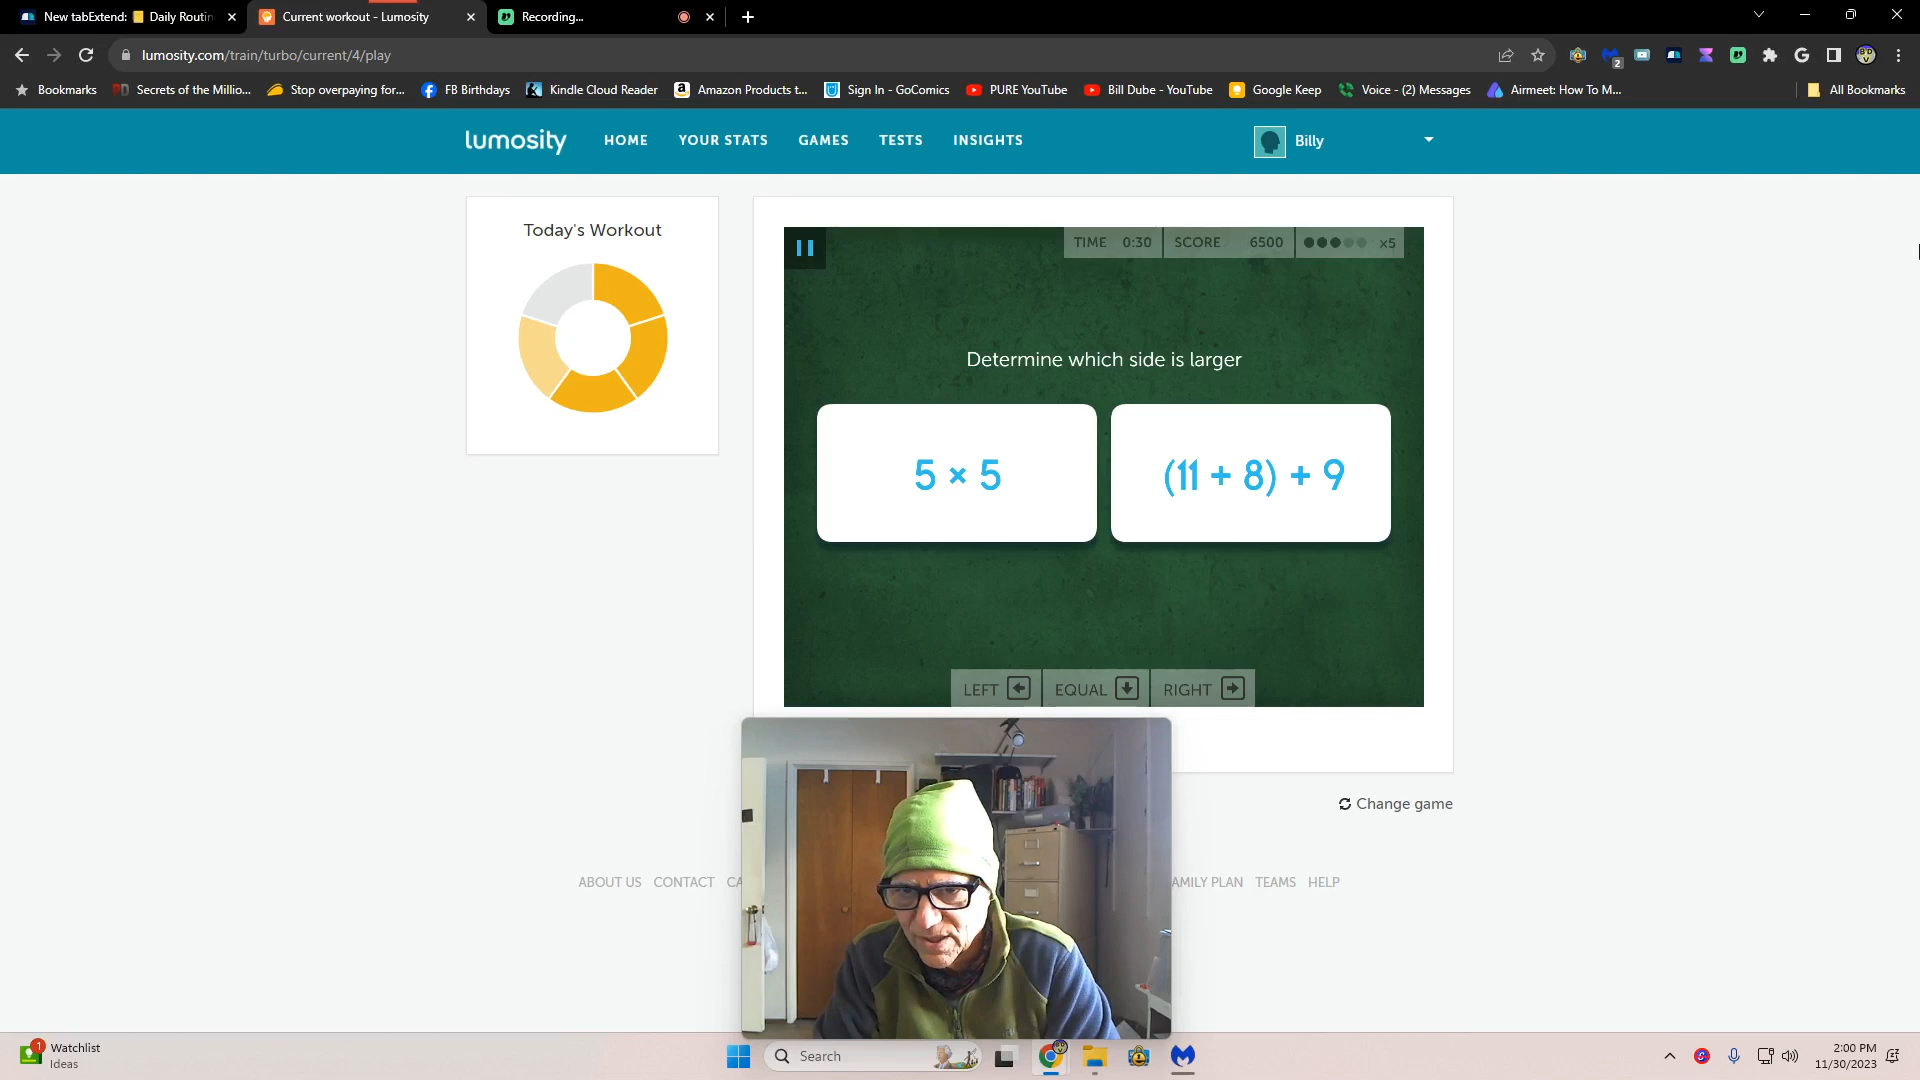 New tabExtend: Daily Routin
Current workout - Lumosity
Recording...
lumosity.com/train/turbo/current/4/play
2
Bookmarks
Secrets of the Millio...
Stop overpaying for...
FB Birthdays
Kindle Cloud Reader
Amazon Products t...
Sign In - GoComics
PURE YouTube
Bill Dube - YouTube
Google Keep
Voice - (2) Messages
Airmeet: How To M...
All Bookmarks
lumosity
HOME
YOUR STATS
GAMES
TESTS
INSIGHTS
Billy
Today's Workout
TIME 0:30
SCORE 6500
x5
Determine which side is larger
5 × 5
(11 + 8) + 9
LEFT
EQUAL
RIGHT
Change game
ABOUT US
CONTACT
CA
AMILY PLAN
TEAMS
HELP
1
Watchlist
Ideas
Search
2:00 PM
11/30/2023